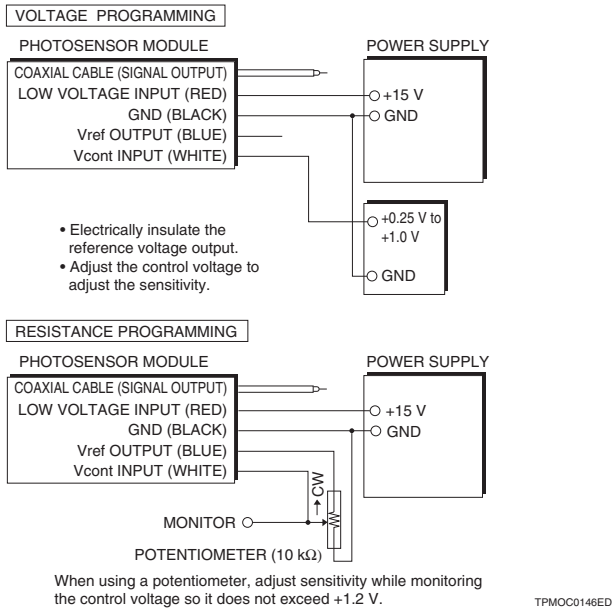 VOLTAGE PROGRAMMING
PHOTOSENSOR MODULE
POWER SUPPLY
COAXIAL CABLE (SIGNAL OUTPUT)
LOW VOLTAGE INPUT (RED)
+15 V
GND (BLACK)
GND
Vref OUTPUT (BLUE)
Vcont INPUT (WHITE)
+0.25 V to
+1.0 V
GND
• Electrically insulate the
reference voltage output.
• Adjust the control voltage to
adjust the sensitivity.
RESISTANCE PROGRAMMING
PHOTOSENSOR MODULE
POWER SUPPLY
COAXIAL CABLE (SIGNAL OUTPUT)
LOW VOLTAGE INPUT (RED)
+15 V
GND (BLACK)
GND
Vref OUTPUT (BLUE)
Vcont INPUT (WHITE)
CW
MONITOR
POTENTIOMETER (10 kΩ)
When using a potentiometer, adjust sensitivity while monitoring
the control voltage so it does not exceed +1.2 V.
TPMOC0146ED